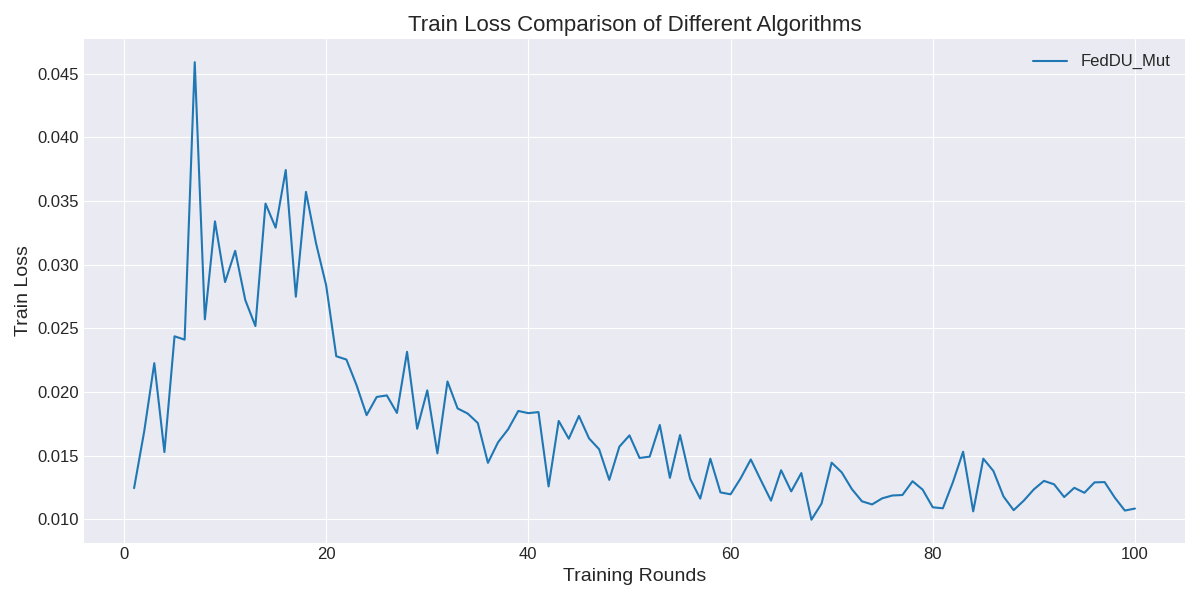 Train Loss Comparison of Different Algorithms
FedDU_Mut
0.045
0.040
0.035
0.030
0.025
0.020
0.015
0.010
Train Loss
0 20 40 60 80 100
Training Rounds